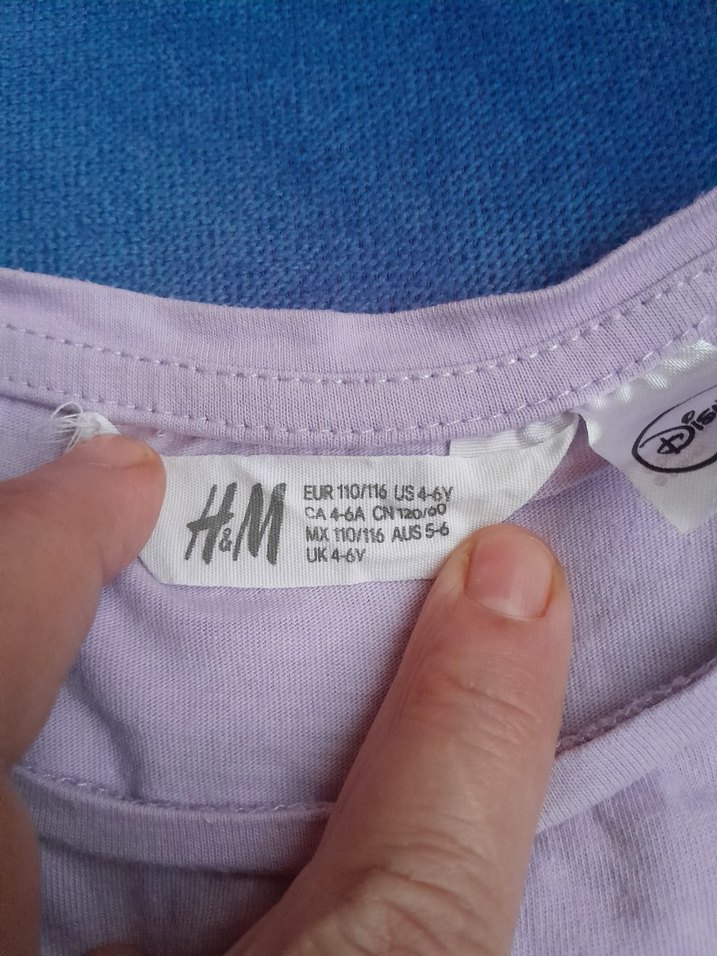 H&M
EUR 110/116 US 4-6Y
CA 4-6A CN 120/60
MX 110/116 AUS 5-6
UK 4-6Y